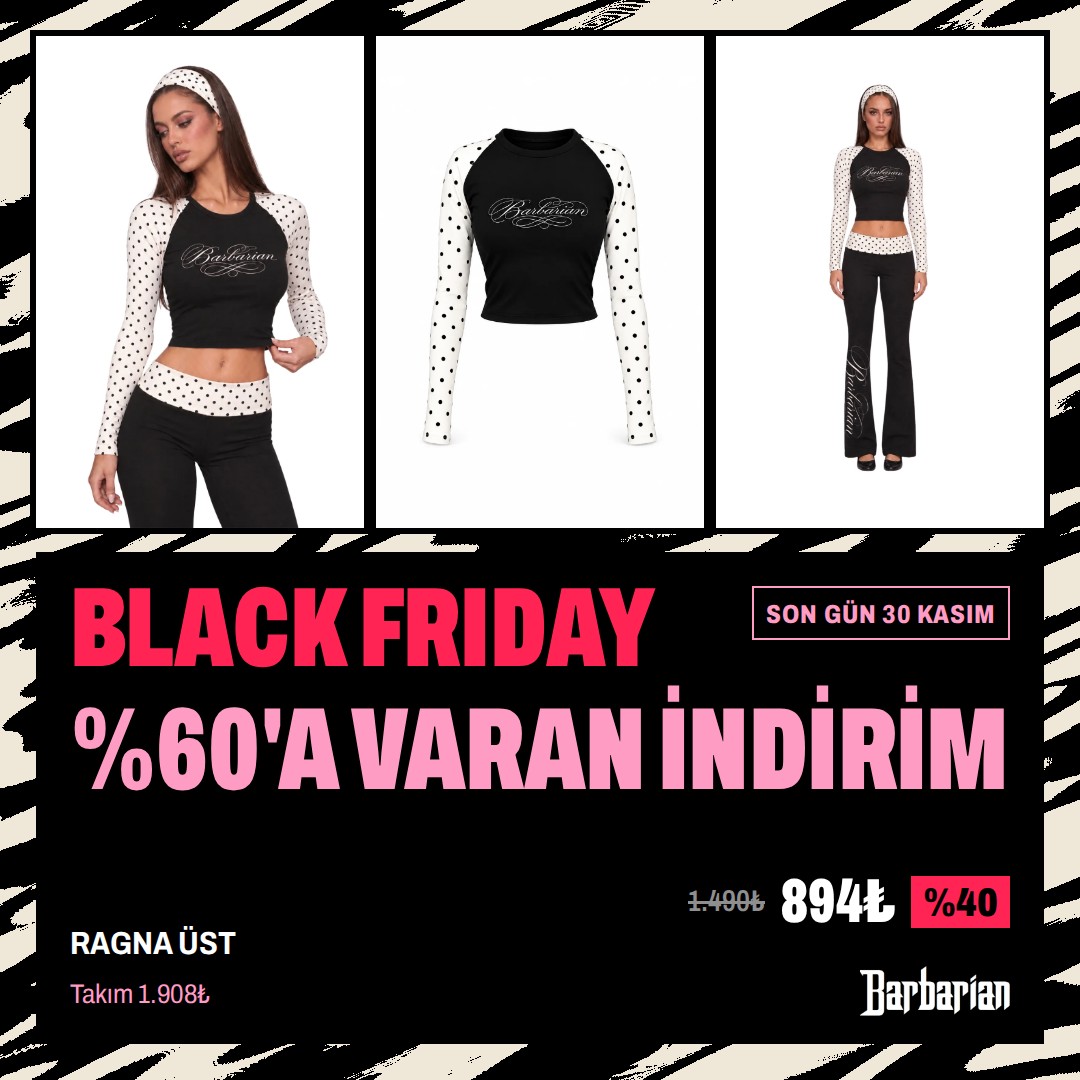 Barbarian
Barbarian
Barbarian
Barbarian
BLACK FRIDAY
SON GÜN 30 KASIM
%60'A VARAN İNDİRİM
1.490₺ 894₺ %40
RAGNA ÜST
Takım 1.908₺
Barbarian